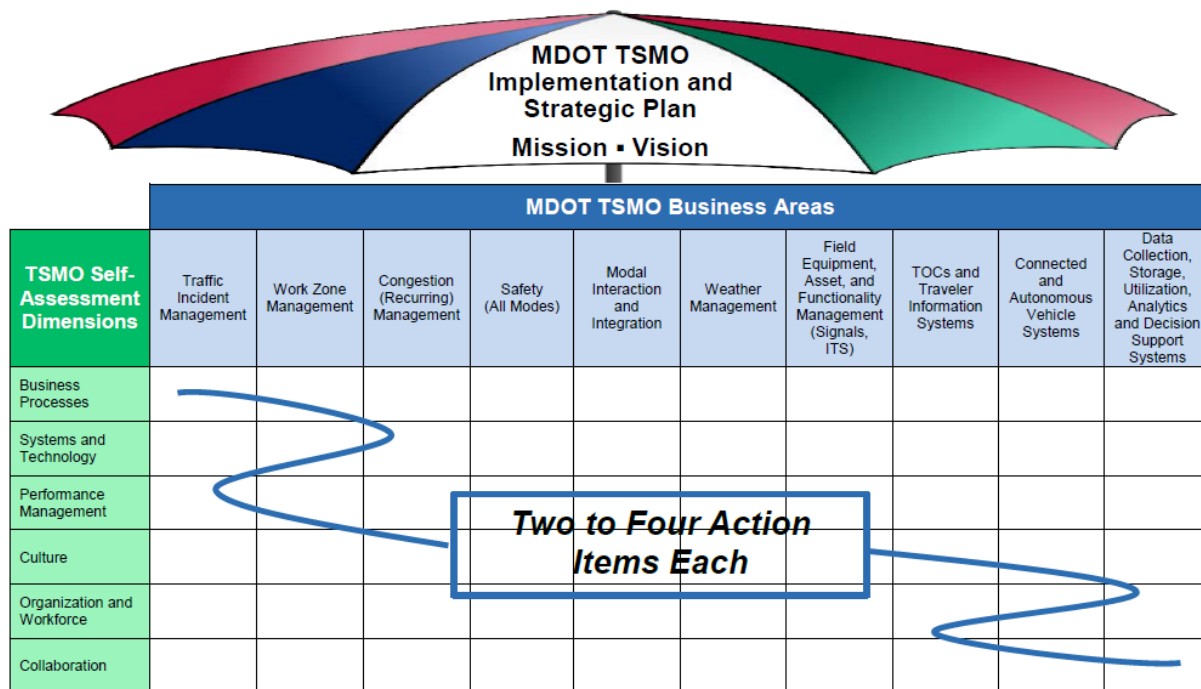 MDOT TSMO
Implementation and
Strategic Plan
Mission ▪ Vision
MDOT TSMO Business Areas
TSMO Self-
Assessment
Dimensions
Traffic
Incident
Management
Work Zone
Management
Congestion
(Recurring)
Management
Safety
(All Modes)
Modal
Interaction
and
Integration
Weather
Management
Field
Equipment,
Asset, and
Functionality
Management
(Signals,
ITS)
TOCs and
Traveler
Information
Systems
Connected
and
Autonomous
Vehicle
Systems
Data
Collection,
Storage,
Utilization,
Analytics
and Decision
Support
Systems
Business
Processes
Systems and
Technology
Performance
Management
Culture
Organization and
Workforce
Collaboration
Two to Four Action
Items Each